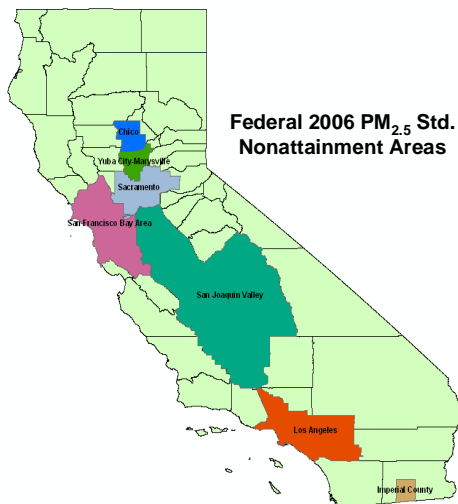 Federal 2006 PM2.5 Std.
Nonattainment Areas
Chico
Yuba City-Marysville
Sacramento
San Francisco Bay Area
San Joaquin Valley
Los Angeles
Imperial County